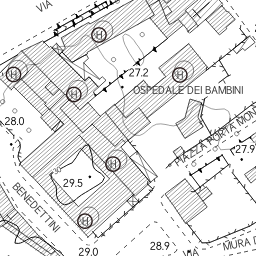 VIA
H
H
27.2
H
H
OSPEDALE DEI BAMBINI
28.0
PIAZZA PORTA MON
27.9
H
29.5
BENEDETTINI
H
29.0
28.9
VIA
MURA D